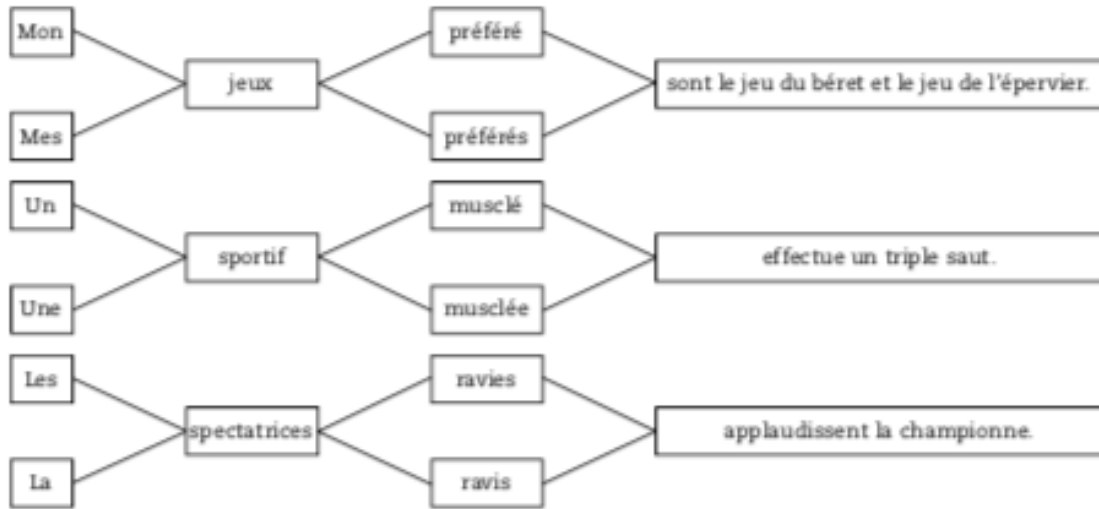 Mon
préféré
jeux
sont le jeu du béret et le jeu de l'épervier.
Mes
préférés
Un
musclé
sportif
effectue un triple saut.
Une
musclée
Les
ravies
spectatrices
applaudissent la championne.
La
ravis